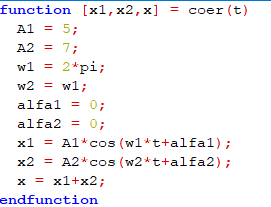 function [x1,x2,x] = coer(t)
A1 = 5;
A2 = 7;
w1 = 2*pi;
w2 = w1;
alfa1 = 0;
alfa2 = 0;
x1 = A1*cos(w1*t+alfa1);
x2 = A2*cos(w2*t+alfa2);
x = x1+x2;
endfunction